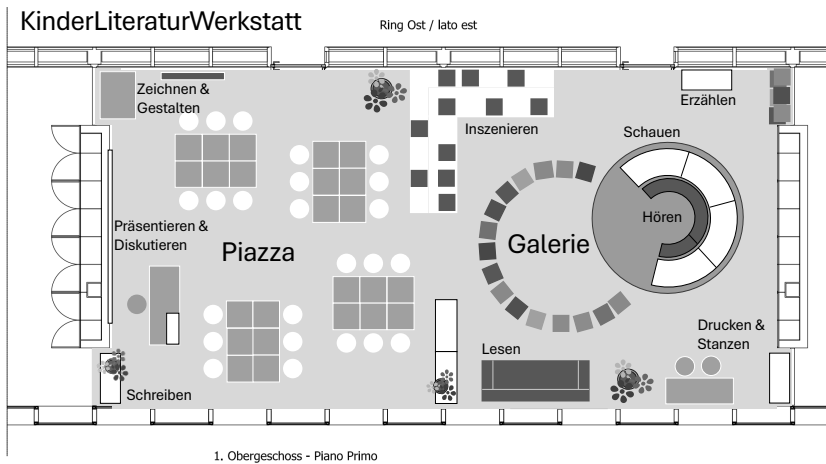 KinderLiteraturWerkstatt
Ring Ost / lato est
Zeichnen &
Gestalten
Erzählen
Inszenieren
Schauen
Hören
Präsentieren &
Diskutieren
Piazza
Galerie
Drucken &
Stanzen
Lesen
Schreiben
1. Obergeschoss - Piano Primo